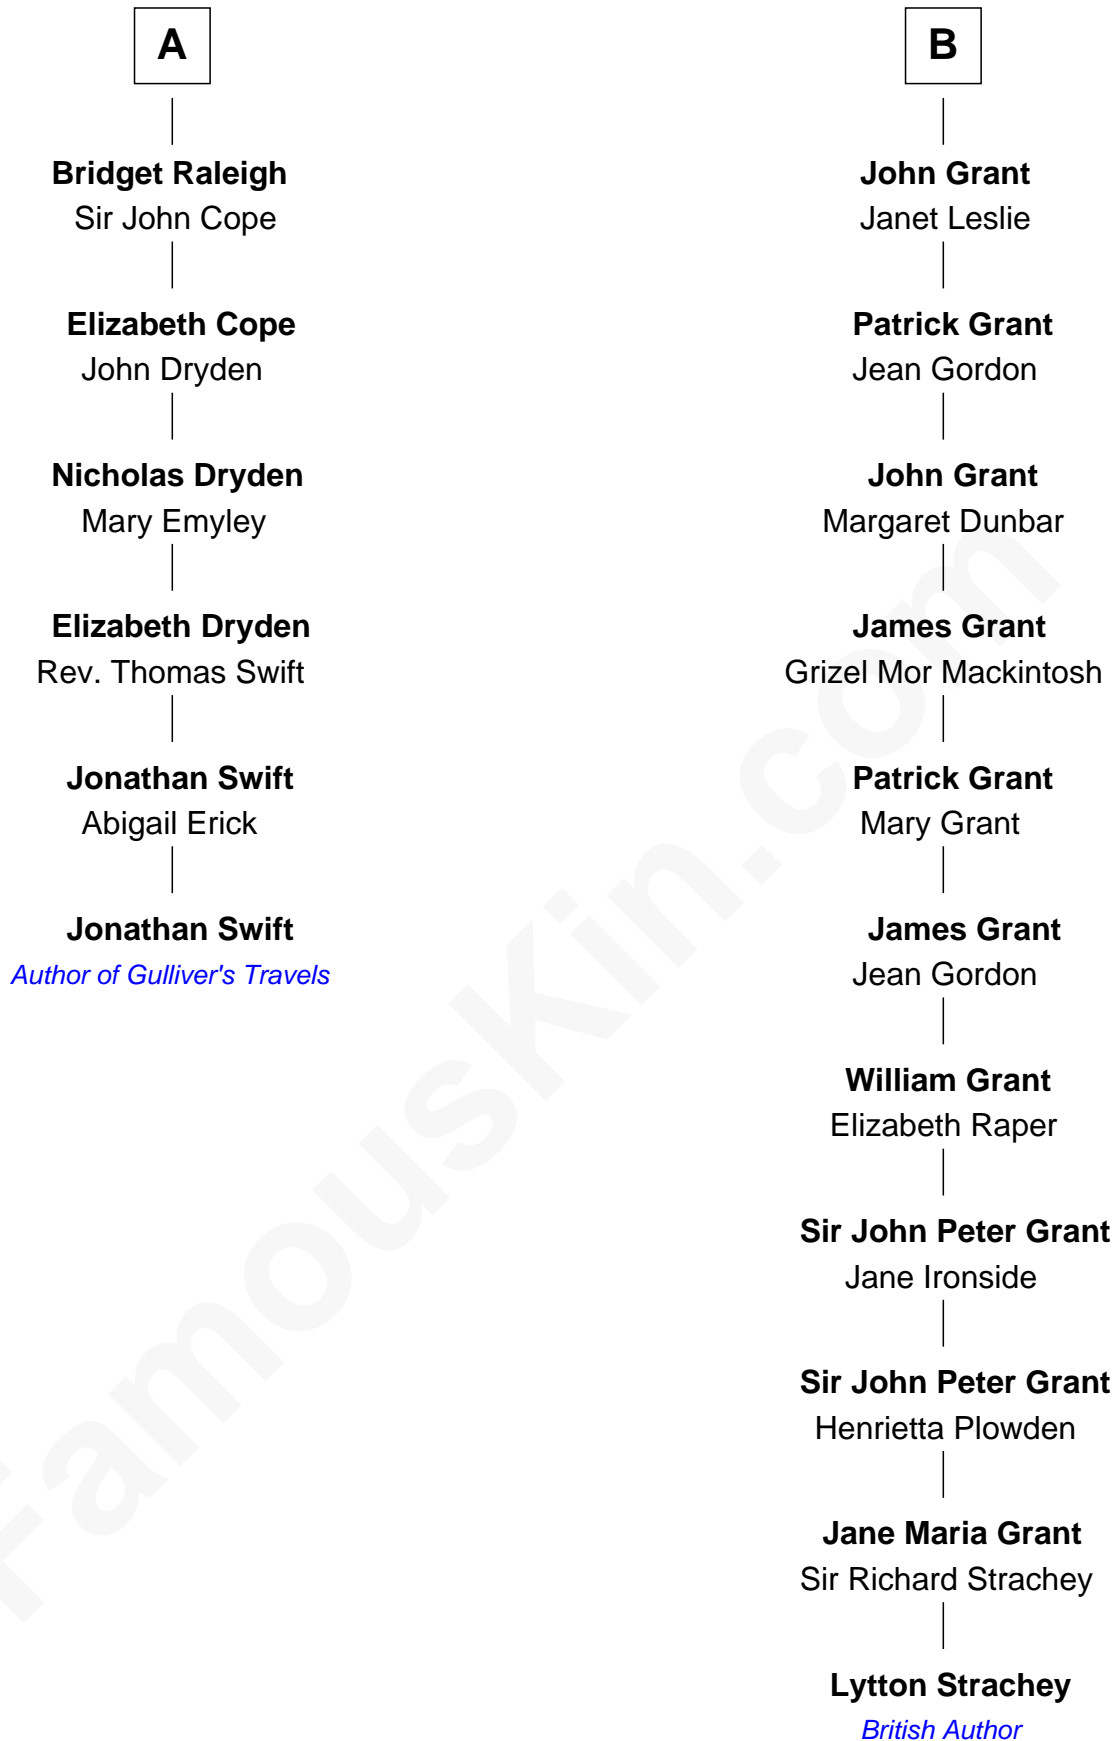 A
Bridget Raleigh
Sir John Cope
Elizabeth Cope
John Dryden
Nicholas Dryden
Mary Emyley
Elizabeth Dryden
Rev. Thomas Swift
Jonathan Swift
Abigail Erick
Jonathan Swift
Author of Gulliver's Travels
B
John Grant
Janet Leslie
Patrick Grant
Jean Gordon
John Grant
Margaret Dunbar
James Grant
Grizel Mor Mackintosh
Patrick Grant
Mary Grant
James Grant
Jean Gordon
William Grant
Elizabeth Raper
Sir John Peter Grant
Jane Ironside
Sir John Peter Grant
Henrietta Plowden
Jane Maria Grant
Sir Richard Strachey
Lytton Strachey
British Author
FamousKin.com